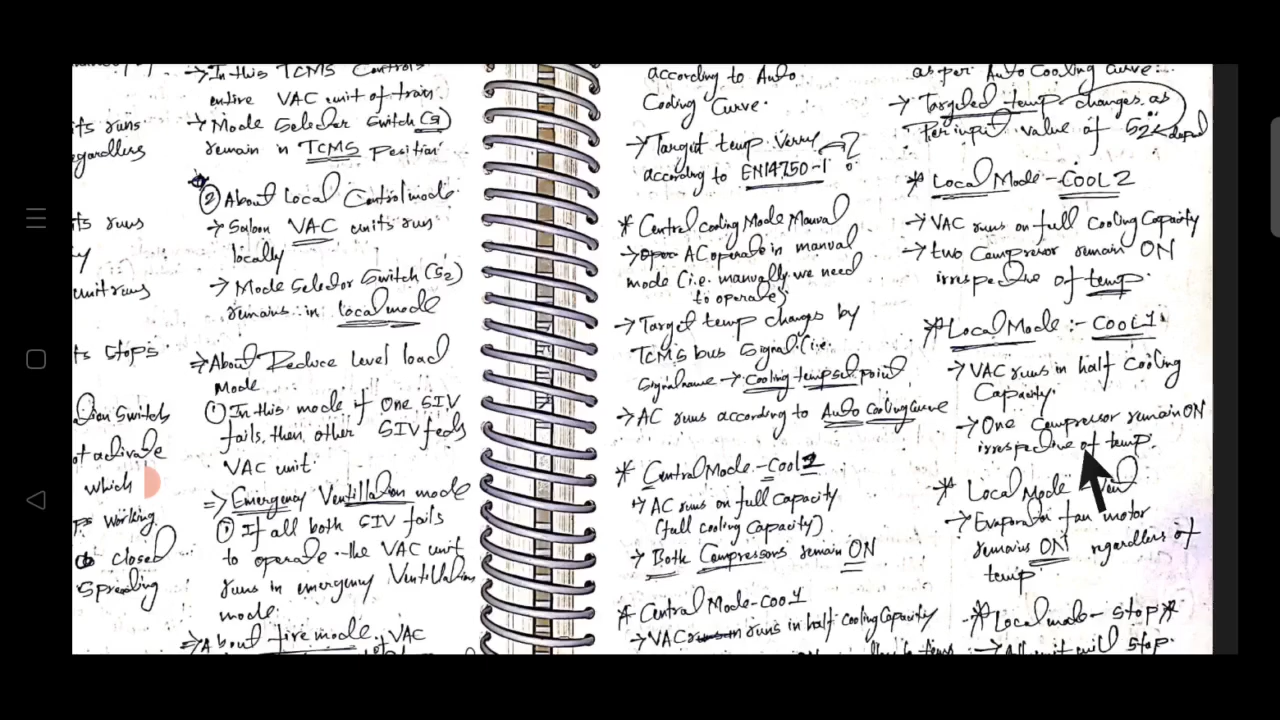 its runs
regardless
its runs
unit runs
its stops
switch
ot activate
which
working
closed
Spreading
→ In this TCMS Controls
entire VAC unit of train.
→ Mode Selector Switch (S2)
remain in TCMS position
② About Local Control mode
→ Saloon VAC units run
locally
→ Mode Selector Switch (S2)
remains in local mode
→ About Reduce Level load
Mode
① In this mode if one SIV
fails, then other SIV feeds
VAC unit.
⇒ Emergency Ventillation mode
① If all both SIV fails
to operate the VAC unit
runs in emergency Ventillation
mode.
⇒ About fire mode. VAC
according to Auto
Cooling Curve.
→ Target temp. Verry
according to EN14750-1 ?
* Central cooling Mode Manual
→ AC operate in manual
mode (i.e. manually we need
to operate)
→ Target temp changes by
TCMS bus Signal (i.e.
Signal name → Cooling temp set point
→ AC runs according to Auto Cooling Curve
* Central Mode - Cool 2
→ AC runs on full Capacity
(full cooling Capacity).
→ Both Compressors remain ON
* Central Mode - Cool 1
→ VAC runs in half Cooling Capacity
as per Auto Cooling Curve.
→ Targeted temp changes as
Per input value of S2
* Local Mode - COOL 2
→ VAC runs on full Cooling Capacity
→ two Compresor remain ON
irrespective of temp.
* Local Mode :- COOL 1
→ VAC runs in half Cooling
Capacity.
→ One Compressor remain ON
irrespective of temp.
* Local Mode
→ Evaporator fan motor
remains ON regardless of
temp
* Local mode - Stop *
→ All unit will Stop.